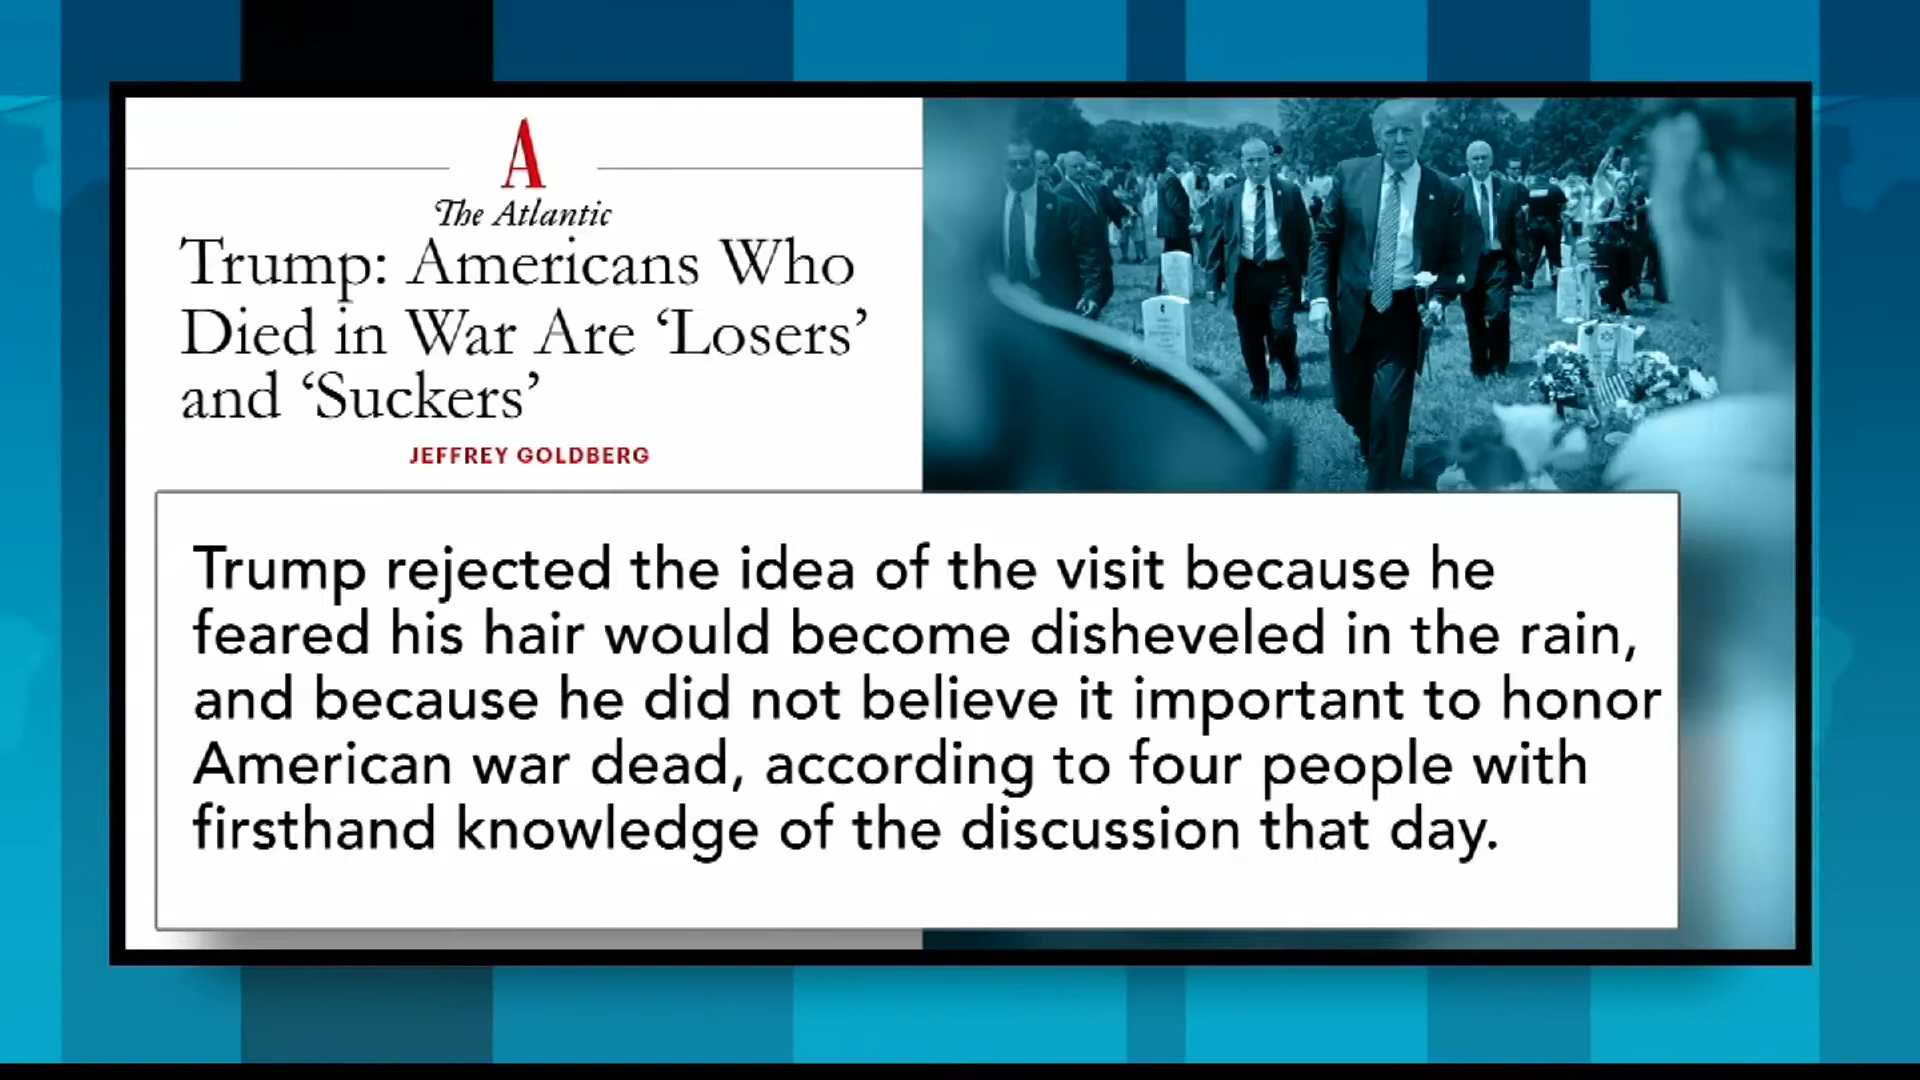 A
The Atlantic
Trump: Americans Who
Died in War Are ‘Losers’
and ‘Suckers’
JEFFREY GOLDBERG
Trump rejected the idea of the visit because he
feared his hair would become disheveled in the rain,
and because he did not believe it important to honor
American war dead, according to four people with
firsthand knowledge of the discussion that day.